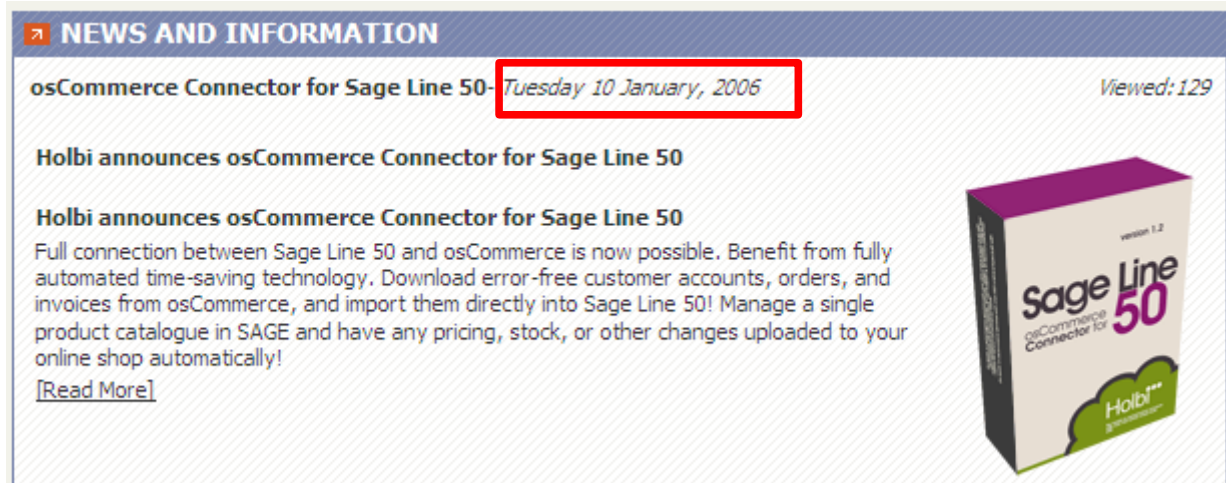 NEWS AND INFORMATION
osCommerce Connector for Sage Line 50- Tuesday 10 January, 2006 Viewed:129
Holbi announces osCommerce Connector for Sage Line 50
Holbi announces osCommerce Connector for Sage Line 50
Full connection between Sage Line 50 and osCommerce is now possible. Benefit from fully
automated time-saving technology. Download error-free customer accounts, orders, and
invoices from osCommerce, and import them directly into Sage Line 50! Manage a single
product catalogue in SAGE and have any pricing, stock, or other changes uploaded to your
online shop automatically!
[Read More]
version 1.2
Sage Line
50
osCommerce
Connector for
Holbi